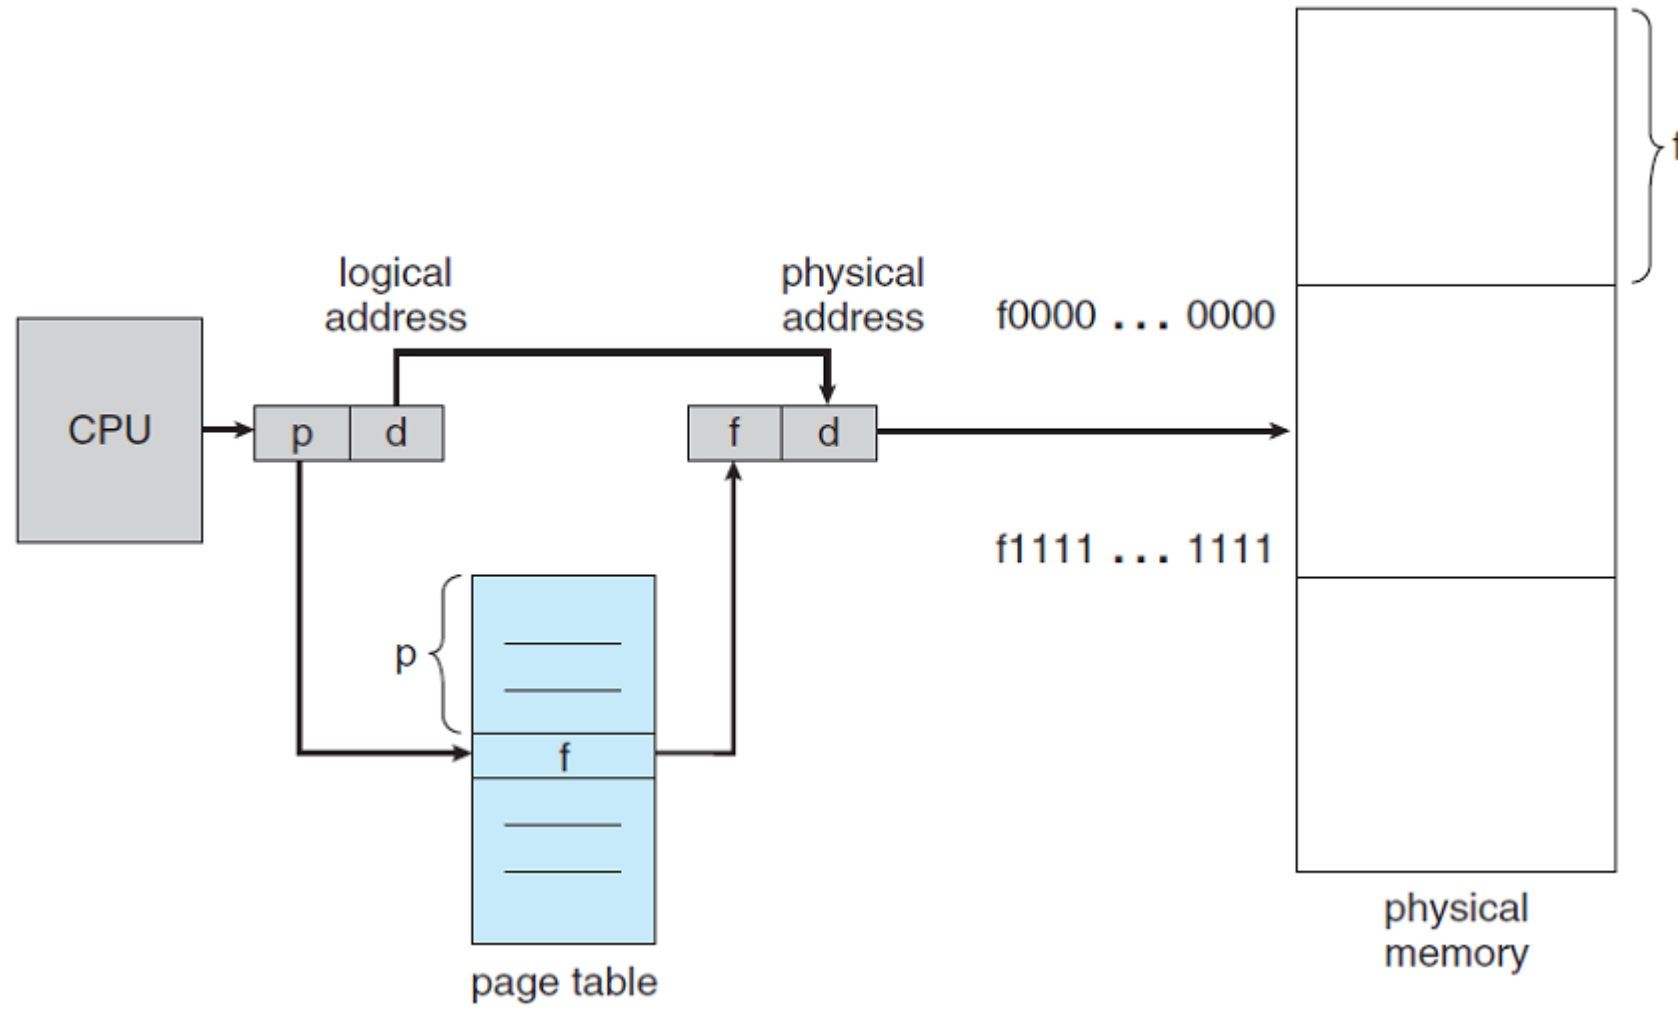 logical
address
physical
address
f0000 ... 0000
CPU
p
d
f
d
f1111 ... 1111
p
f
page table
physical
memory
f